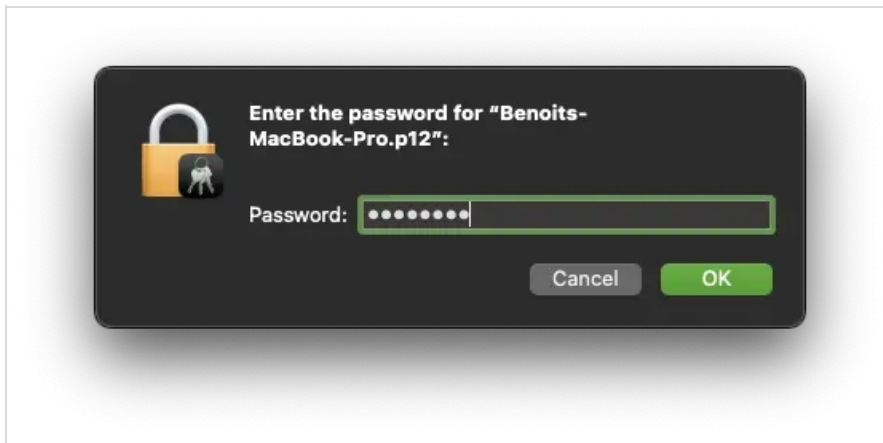 Enter the password for “Benoits-
MacBook-Pro.p12”:
Password: ••••••••
Cancel OK